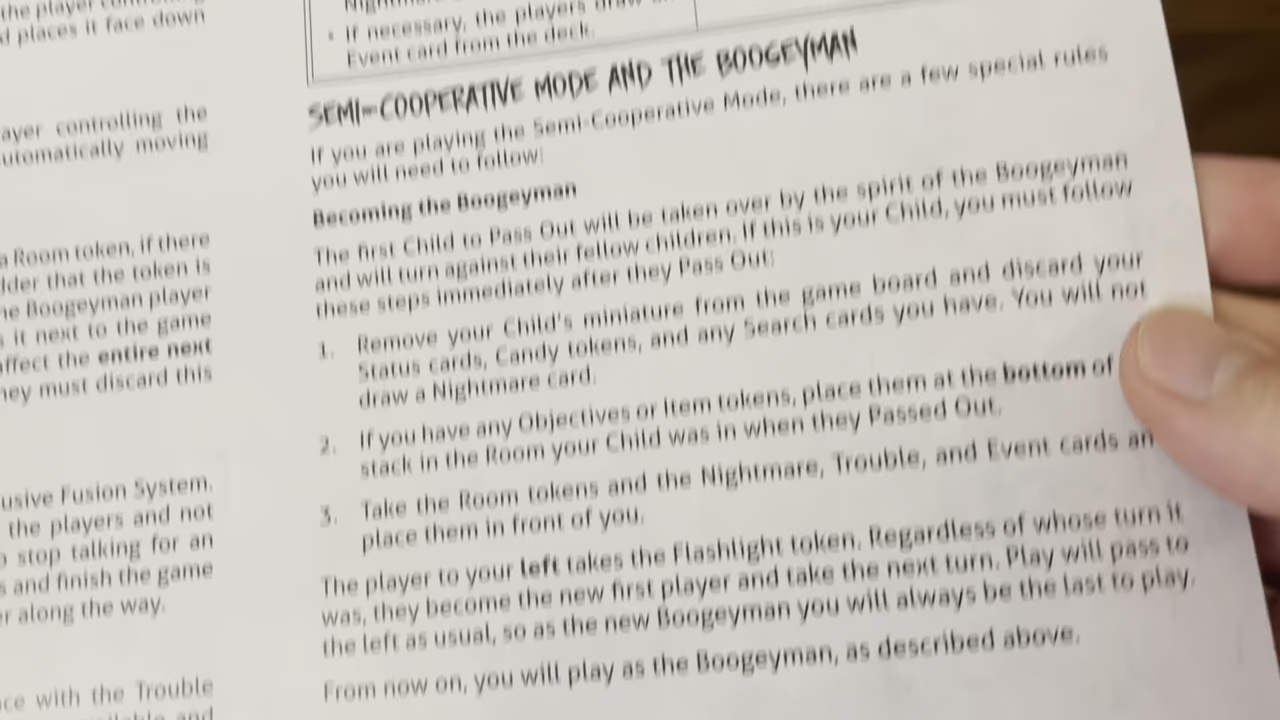 the player controlling
d places it face down
ayer controlling the
utomatically moving
a Room token, if there
lder that the token is
he Boogeyman player
s it next to the game
affect the entire next
hey must discard this
usive Fusion System.
the players and not
o stop talking for an
s and finish the game
er along the way.
ce with the Trouble
• If necessary, the players draw
Event card from the deck.
SEMI-COOPERATIVE MODE AND THE BOOGEYMAN
If you are playing the Semi-Cooperative Mode, there are a few special rules
you will need to follow:
Becoming the Boogeyman
The first Child to Pass Out will be taken over by the spirit of the Boogeyman
and will turn against their fellow children. If this is your Child, you must follow
these steps immediately after they Pass Out:
1. Remove your Child's miniature from the game board and discard your
Status cards, Candy tokens, and any Search cards you have. You will not
draw a Nightmare card.
2. If you have any Objectives or Item tokens, place them at the bottom of
stack in the Room your Child was in when they Passed Out.
3. Take the Room tokens and the Nightmare, Trouble, and Event cards an
place them in front of you.
The player to your left takes the Flashlight token. Regardless of whose turn it
was, they become the new first player and take the next turn. Play will pass to
the left as usual, so as the new Boogeyman you will always be the last to play.
From now on, you will play as the Boogeyman, as described above.